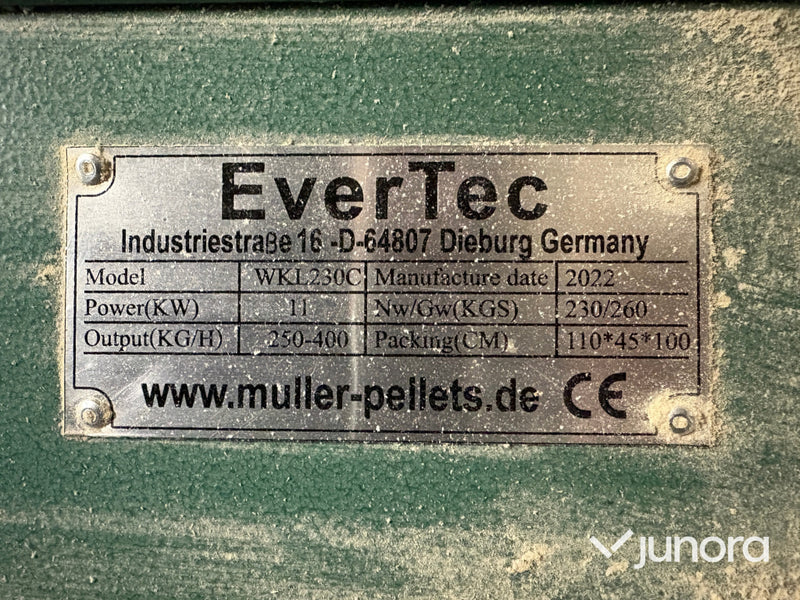 EverTec
Industriestraße 16 -D-64807 Dieburg Germany
Model WKL230C Manufacture date 2022
Power(KW) 11 Nw/Gw(KGS) 230/260
Output(KG/H) 250-400 Packing(CM) 110*45*100
www.muller-pellets.de CE
junora